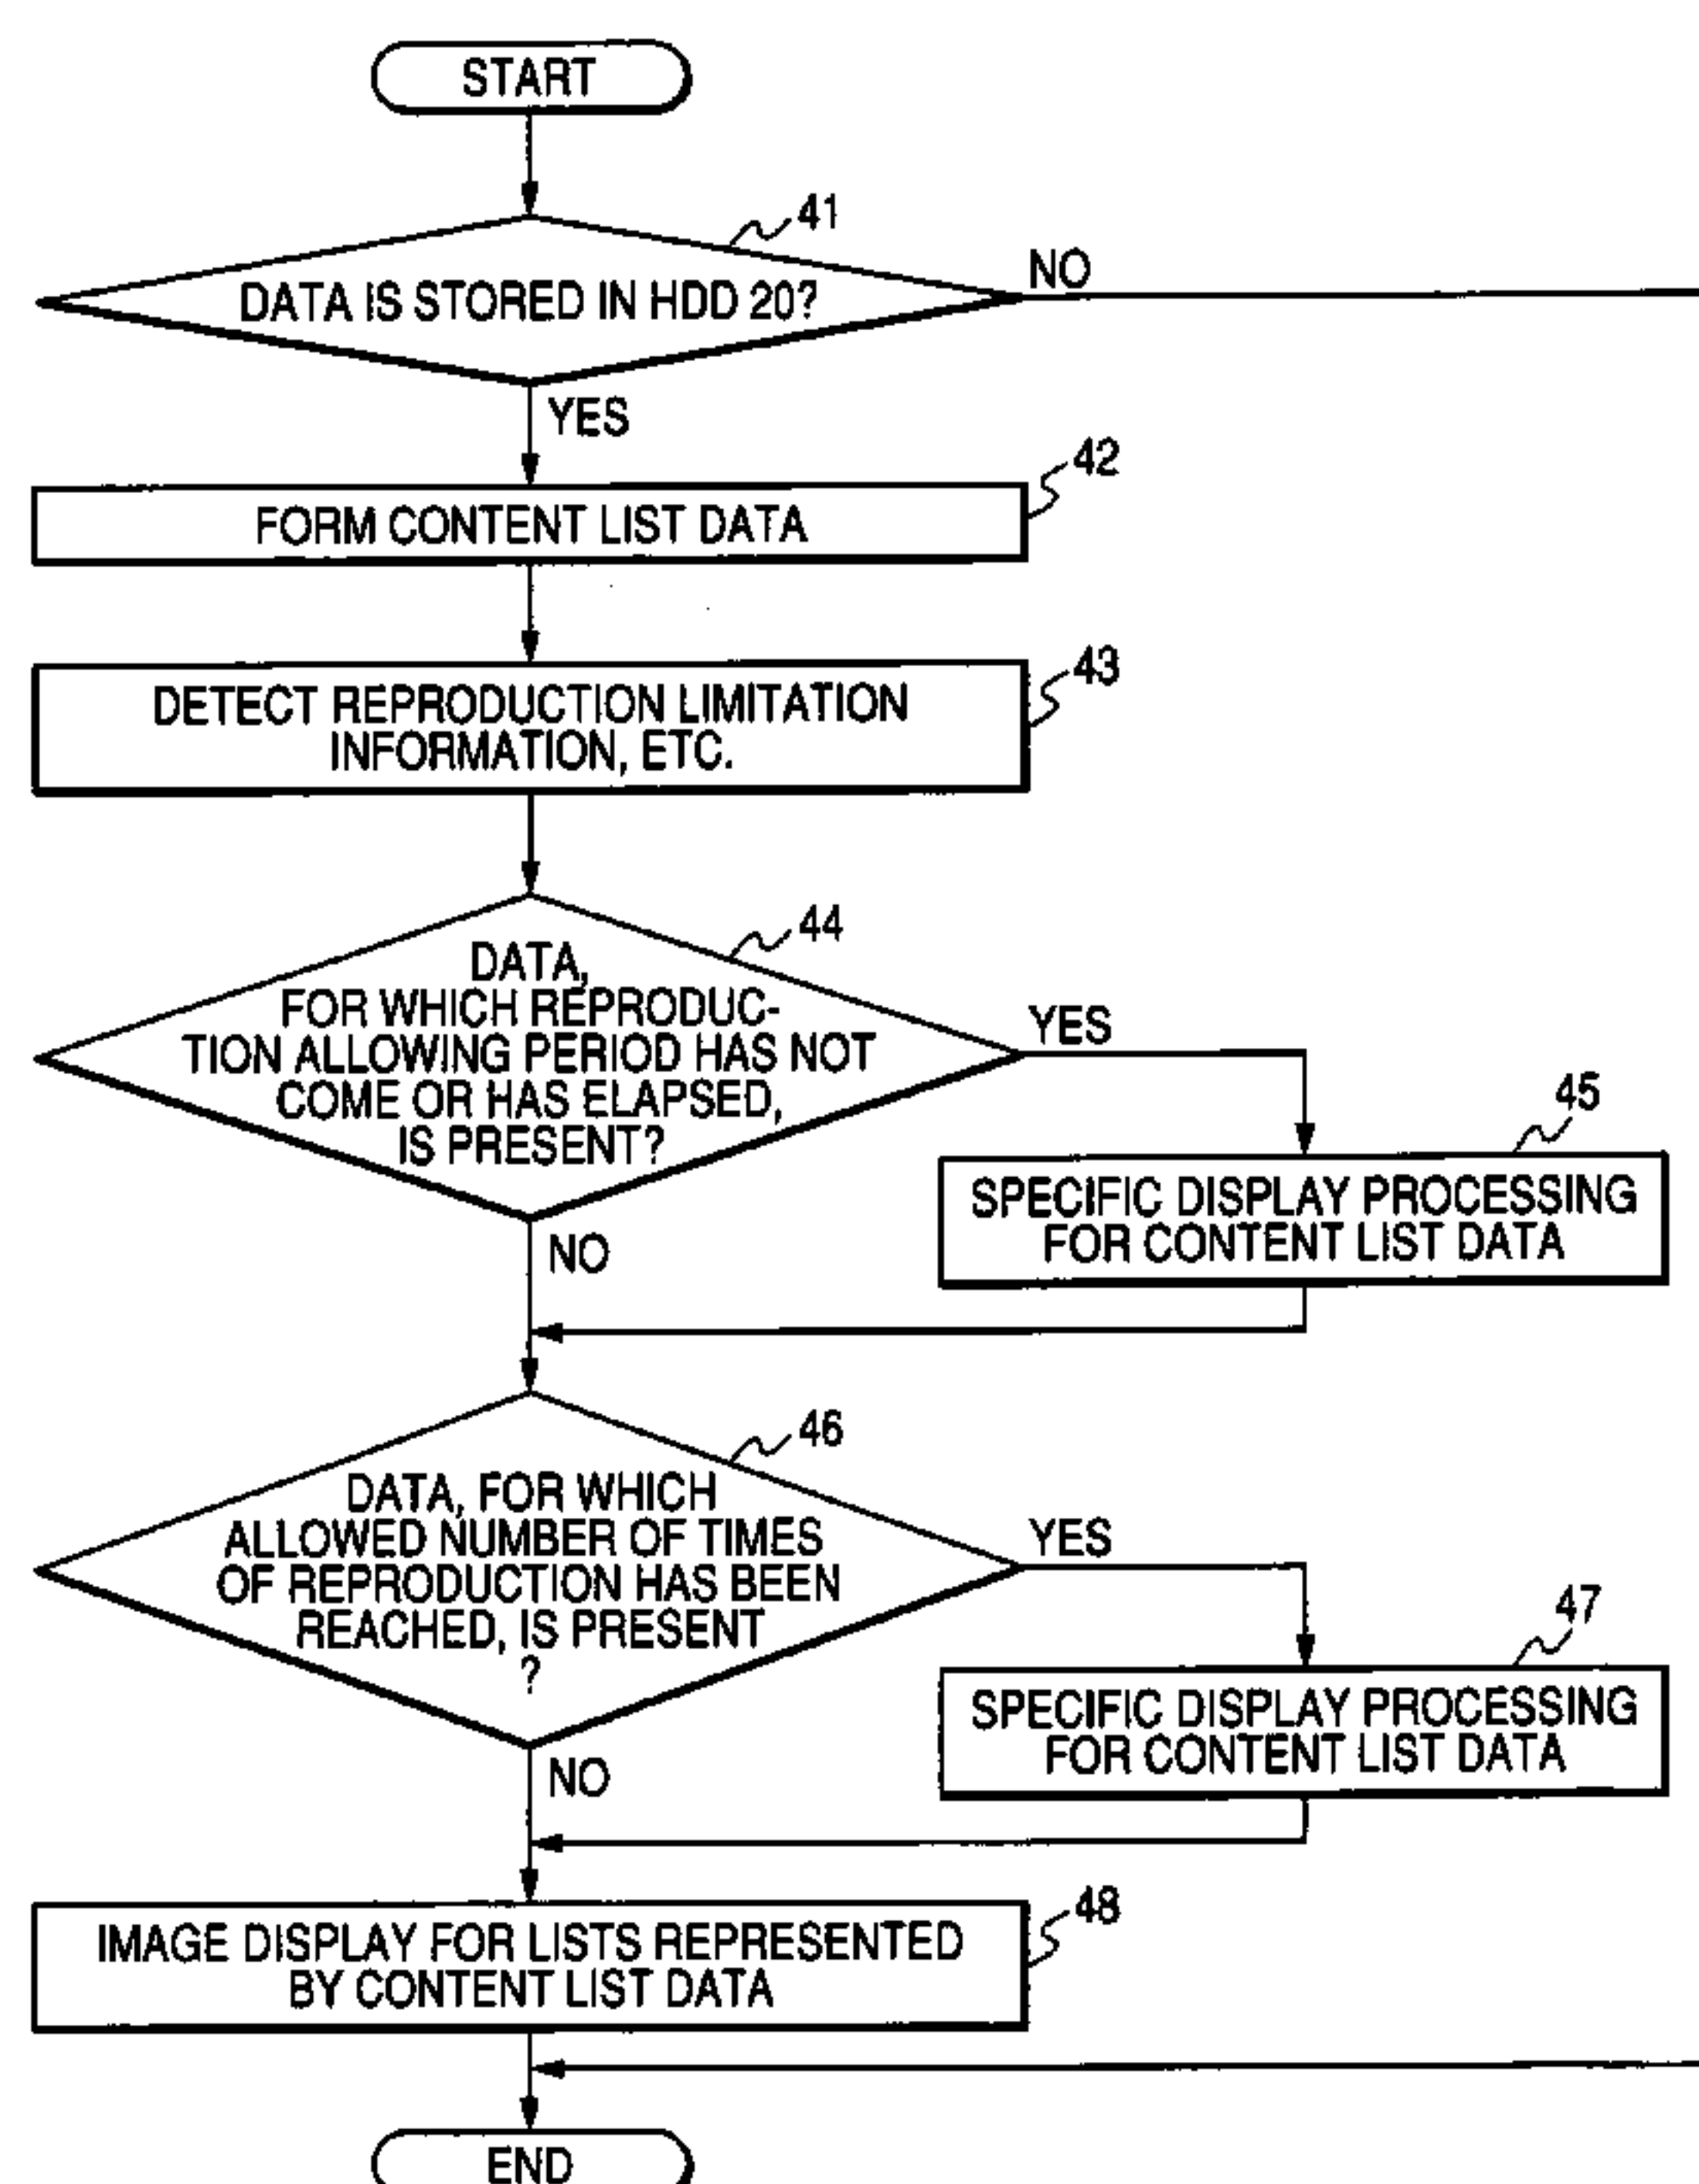 START
41
DATA IS STORED IN HDD 20?
NO
YES
42
FORM CONTENT LIST DATA
43
DETECT REPRODUCTION LIMITATION
INFORMATION, ETC.
44
DATA,
FOR WHICH REPRODUC-
TION ALLOWING PERIOD HAS NOT
COME OR HAS ELAPSED,
IS PRESENT?
YES
45
SPECIFIC DISPLAY PROCESSING
FOR CONTENT LIST DATA
NO
46
DATA, FOR WHICH
ALLOWED NUMBER OF TIMES
OF REPRODUCTION HAS BEEN
REACHED, IS PRESENT
?
YES
47
SPECIFIC DISPLAY PROCESSING
FOR CONTENT LIST DATA
NO
48
IMAGE DISPLAY FOR LISTS REPRESENTED
BY CONTENT LIST DATA
END